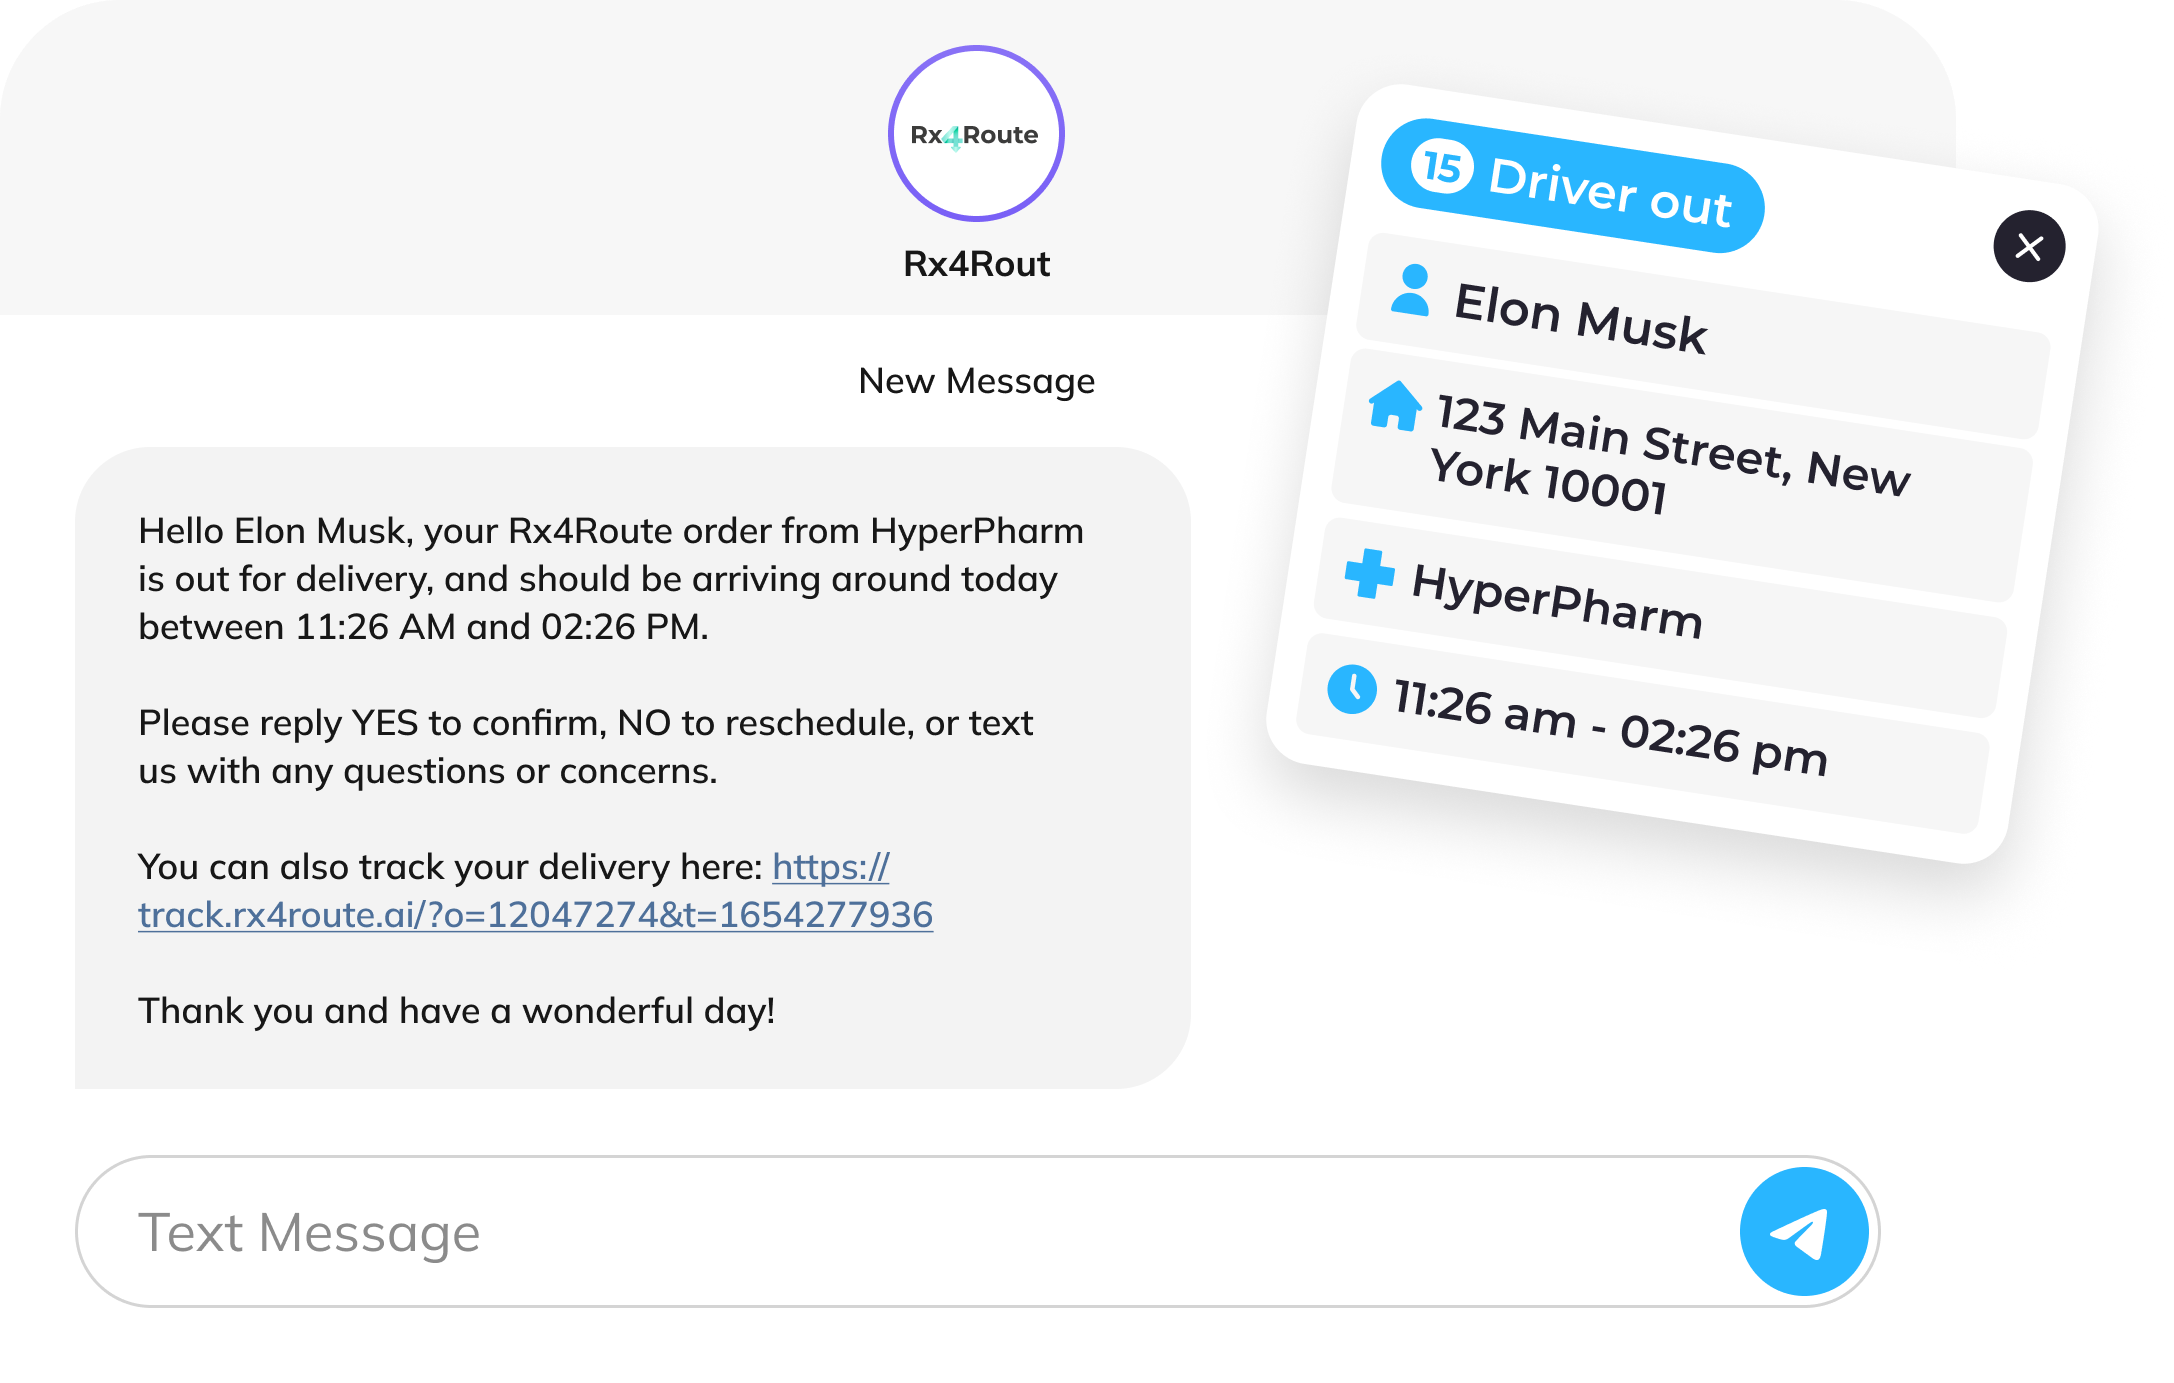 Rx4Route
Rx4Rout
New Message
Hello Elon Musk, your Rx4Route order from HyperPharm
is out for delivery, and should be arriving around today
between 11:26 AM and 02:26 PM.
Please reply YES to confirm, NO to reschedule, or text
us with any questions or concerns.
You can also track your delivery here: https://
track.rx4route.ai/?o=12047274&t=1654277936
Thank you and have a wonderful day!
Text Message
15 Driver out
Elon Musk
123 Main Street, New
York 10001
HyperPharm
11:26 am - 02:26 pm